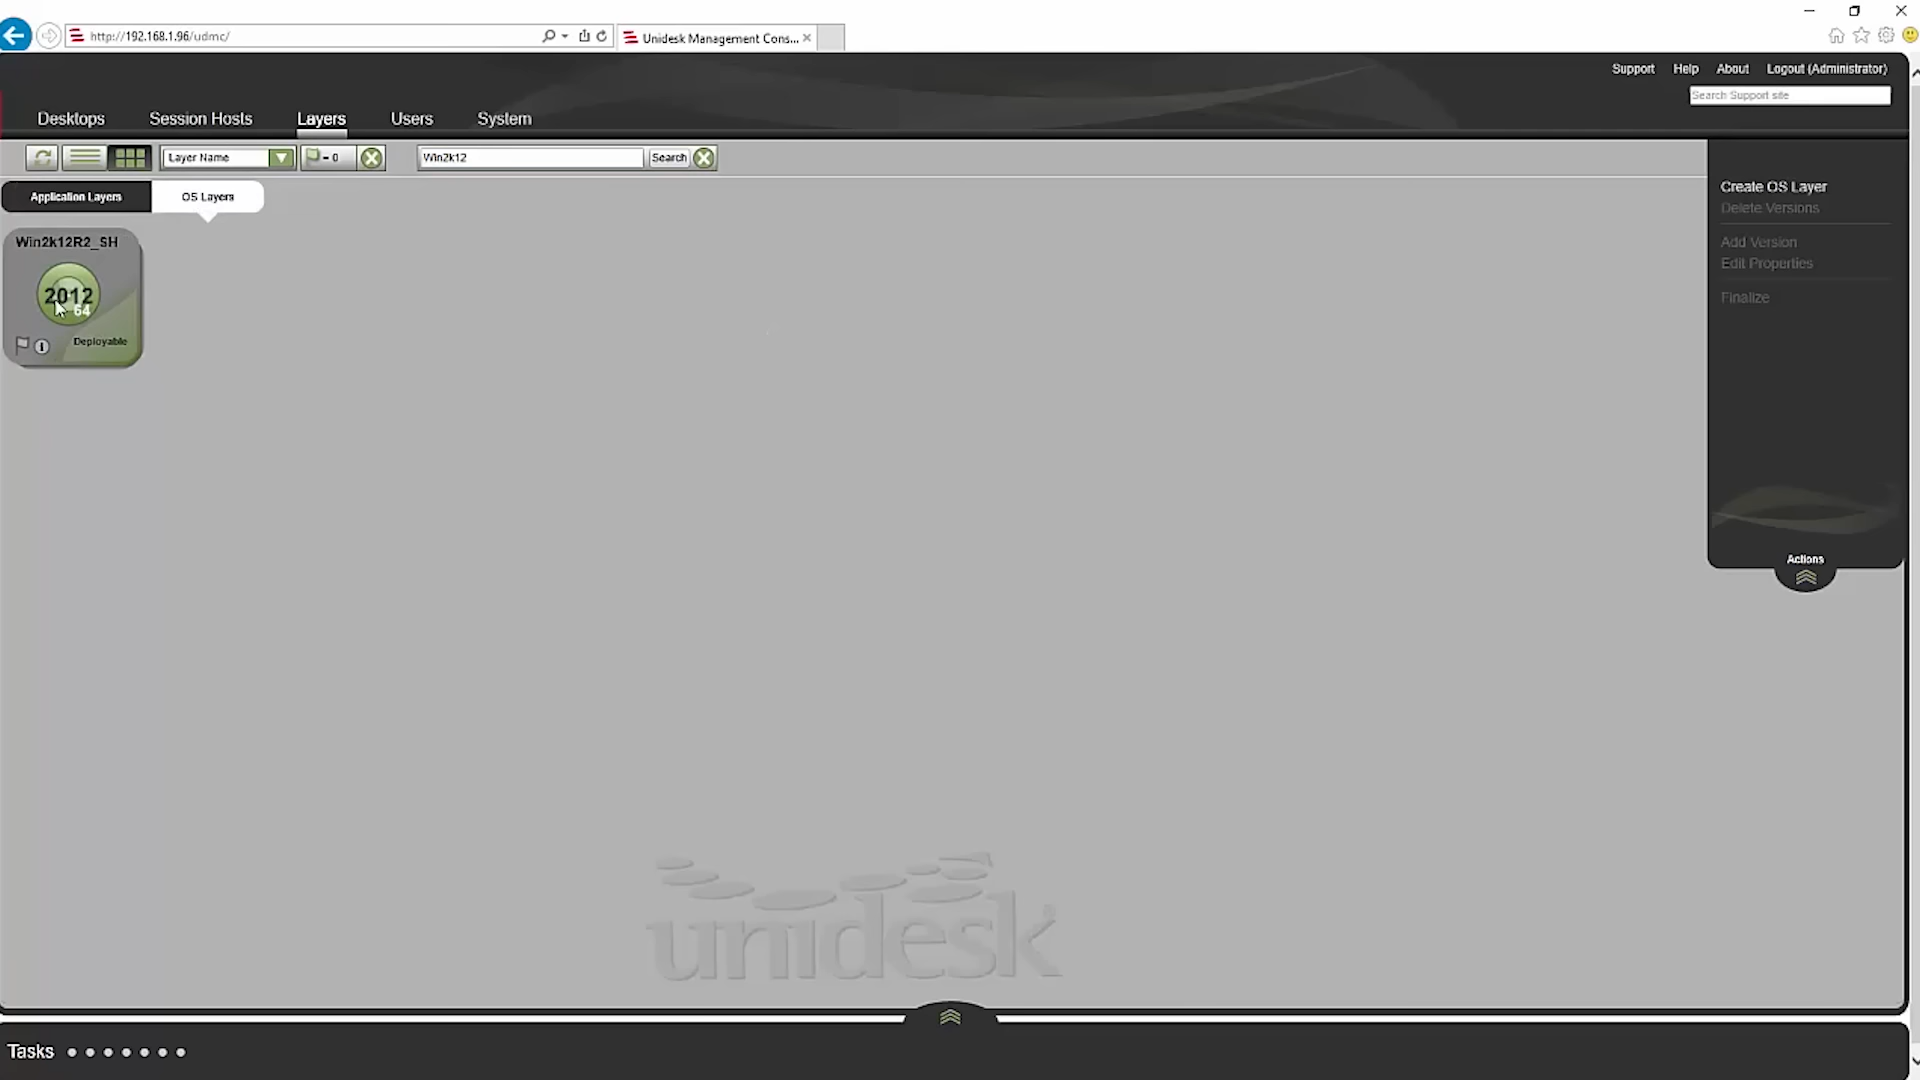 http://192.168.1.96/udmc/
Unidesk Management Cons...
Support Help About Logout (Administrator)
Search Support site
Desktops Session Hosts Layers Users System
Layer Name
- 0
Win2k12
Search
Application Layers
OS Layers
Win2k12R2_SH
2012
64
Deployable
Create OS Layer
Delete Versions
Add Version
Edit Properties
Finalize
Actions
unidesk
Tasks